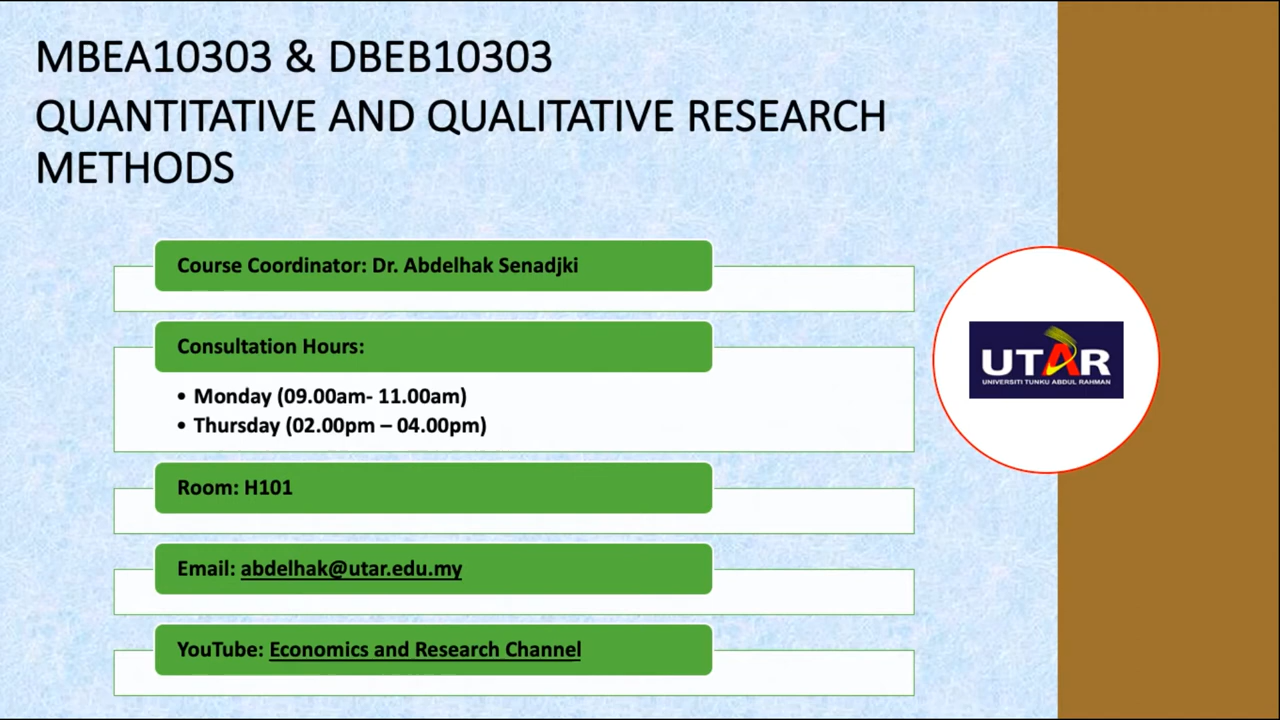 MBEA10303 & DBEB10303
QUANTITATIVE AND QUALITATIVE RESEARCH
METHODS
Course Coordinator: Dr. Abdelhak Senadjki
Consultation Hours:
• Monday (09.00am- 11.00am)
• Thursday (02.00pm – 04.00pm)
Room: H101
Email: abdelhak@utar.edu.my
YouTube: Economics and Research Channel
UTAR
UNIVERSITI TUNKU ABDUL RAHMAN